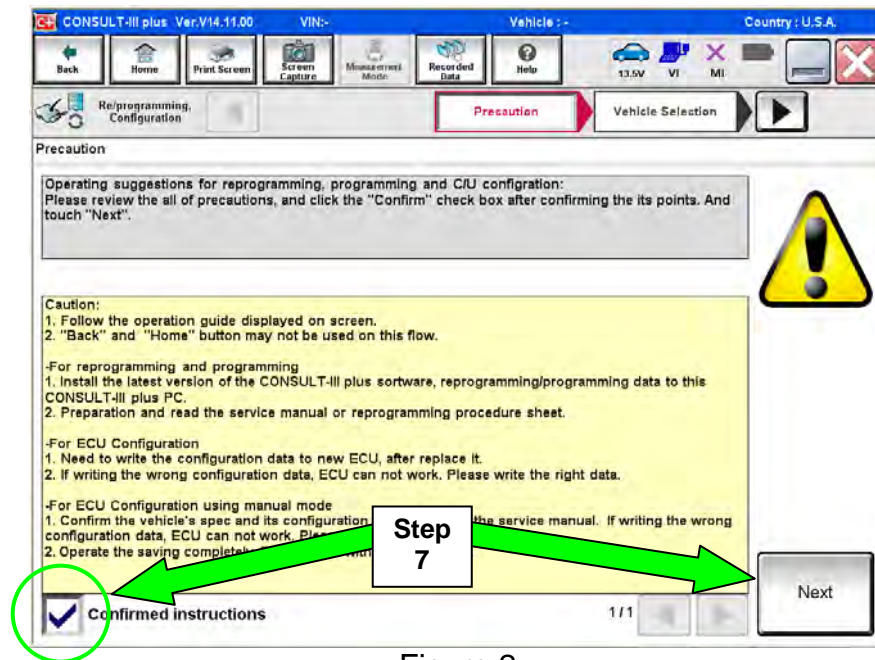 CONSULT-III plus Ver.V14.11.00 VIN:- Vehicle : - Country : U.S.A.
Back
Home
Print Screen
Screen Capture
Measurement Mode
Recorded Data
Help
13.5V
VI
MI
Re/programming, Configuration
Precaution
Vehicle Selection
Precaution
Operating suggestions for reprogramming, programming and C/U configration:
Please review the all of precautions, and click the "Confirm" check box after confirming the its points. And
touch "Next".
Caution:
1. Follow the operation guide displayed on screen.
2. "Back" and "Home" button may not be used on this flow.
-For reprogramming and programming
1. Install the latest version of the CONSULT-III plus sortware, reprogramming/programming data to this
CONSULT-III plus PC.
2. Preparation and read the service manual or reprogramming procedure sheet.
-For ECU Configuration
1. Need to write the configuration data to new ECU, after replace it.
2. If writing the wrong configuration data, ECU can not work. Please write the right data.
-For ECU Configuration using manual mode
1. Confirm the vehicle's spec and its configuration the service manual. If writing the wrong
configuration data, ECU can not work.
2. Operate the saving completely
Step
7
Confirmed instructions
1/1
Next